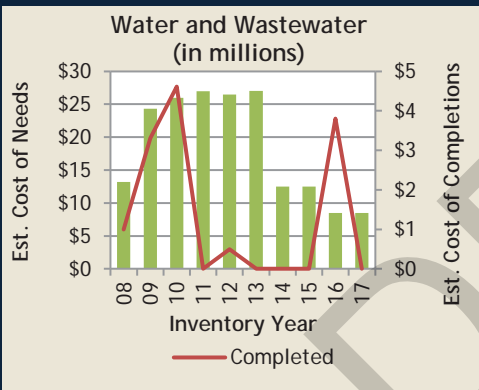 Water and Wastewater
(in millions)
Est. Cost of Needs
$30
$25
$20
$15
$10
$5
$0
$5
$4
$3
$2
$1
$0
Est. Cost of Completions
08 09 10 11 12 13 14 15 16 17
Inventory Year
Completed